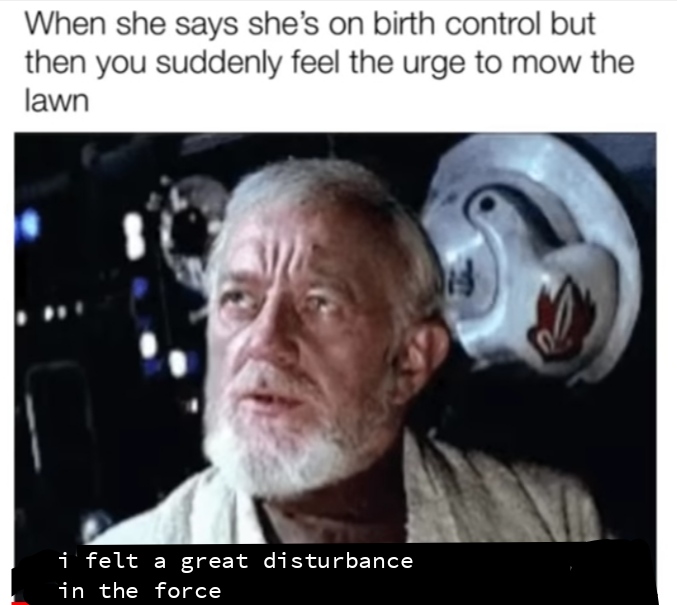 When she says she's on birth control but
then you suddenly feel the urge to mow the
lawn
i felt a great disturbance
in the force